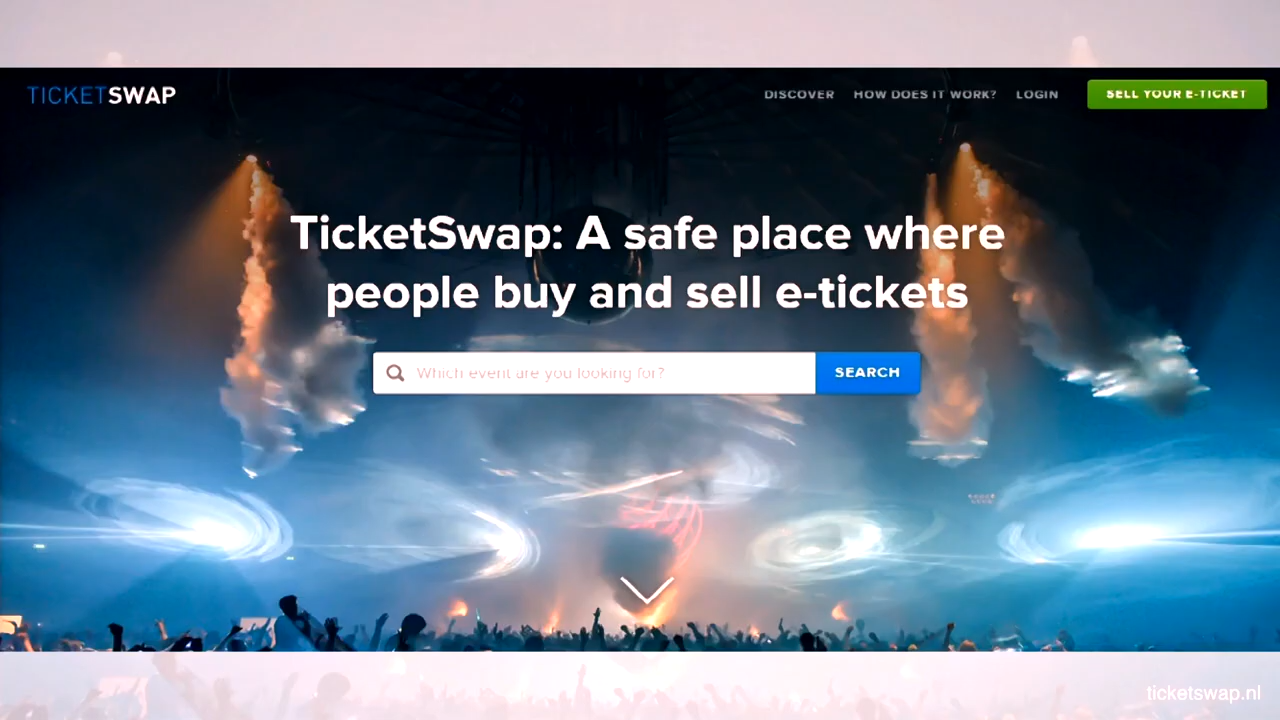 TICKETSWAP
DISCOVER
HOW DOES IT WORK?
LOGIN
SELL YOUR E-TICKET
TicketSwap: A safe place where
people buy and sell e-tickets
Which event are you looking for?
SEARCH
ticketswap.nl